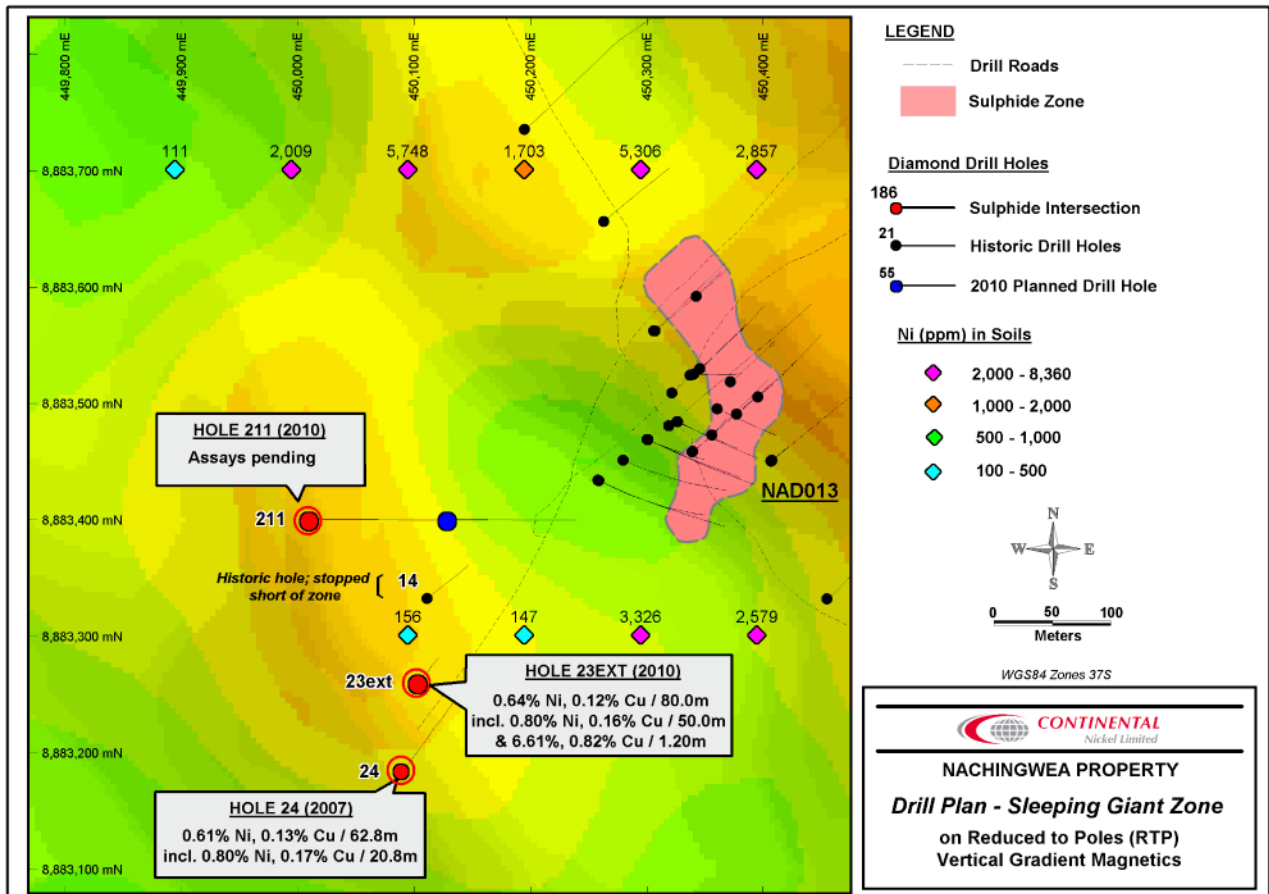 449,800 mE
449,900 mE
450,000 mE
450,100 mE
450,200 mE
450,300 mE
450,400 mE
8,883,700 mN
8,883,600 mN
8,883,500 mN
8,883,400 mN
8,883,300 mN
8,883,200 mN
8,883,100 mN
111
2,009
5,748
1,703
5,306
2,857
HOLE 211 (2010)
Assays pending
211
NAD013
Historic hole; stopped
short of zone
14
156
147
3,326
2,579
23ext
HOLE 23EXT (2010)
0.64% Ni, 0.12% Cu / 80.0m
incl. 0.80% Ni, 0.16% Cu / 50.0m
& 6.61%, 0.82% Cu / 1.20m
24
HOLE 24 (2007)
0.61% Ni, 0.13% Cu / 62.8m
incl. 0.80% Ni, 0.17% Cu / 20.8m
LEGEND
Drill Roads
Sulphide Zone
Diamond Drill Holes
186
Sulphide Intersection
21
Historic Drill Holes
55
2010 Planned Drill Hole
Ni (ppm) in Soils
2,000 - 8,360
1,000 - 2,000
500 - 1,000
100 - 500
N
W E
S
0 50 100
Meters
WGS84 Zones 37S
CONTINENTAL
Nickel Limited
NACHINGWEA PROPERTY
Drill Plan - Sleeping Giant Zone
on Reduced to Poles (RTP)
Vertical Gradient Magnetics